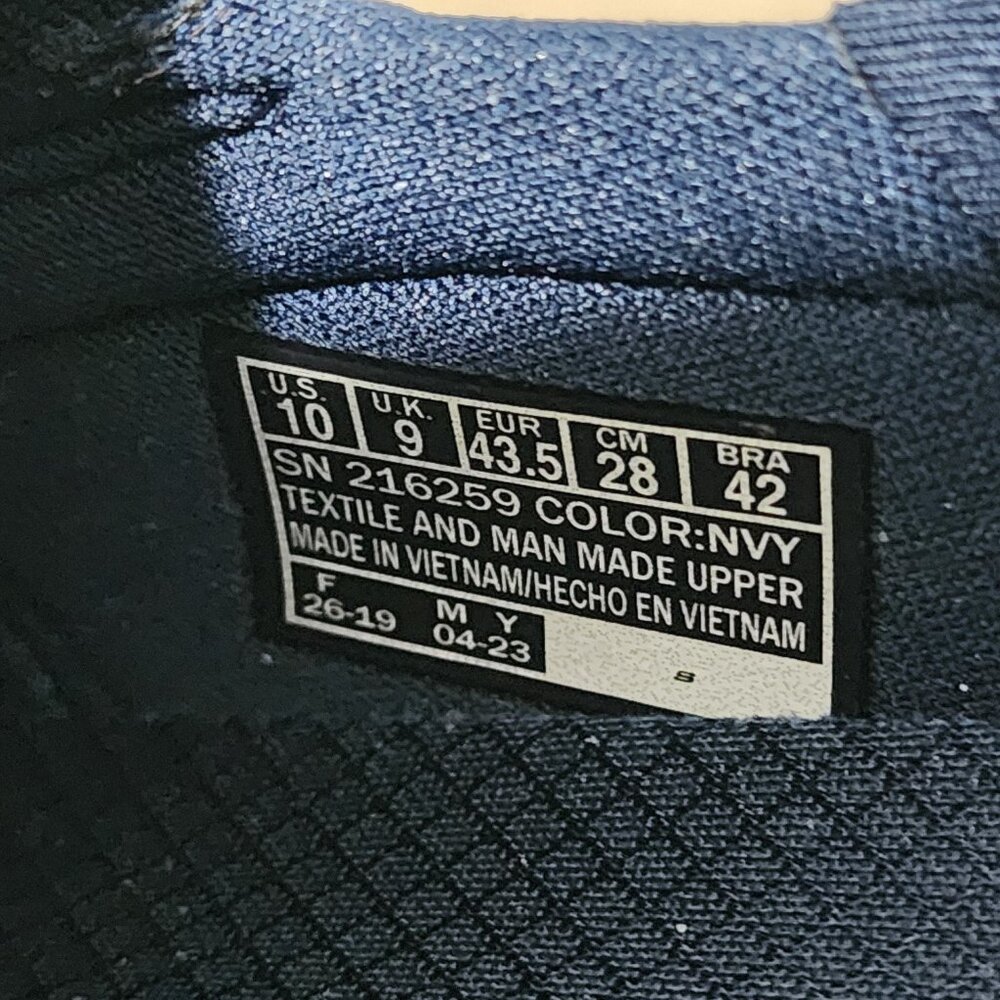 U.S. U.K. EUR CM BRA
10 9 43.5 28 42
SN 216259 COLOR:NVY
TEXTILE AND MAN MADE UPPER
MADE IN VIETNAM/HECHO EN VIETNAM
F M Y
26-19 04-23
S